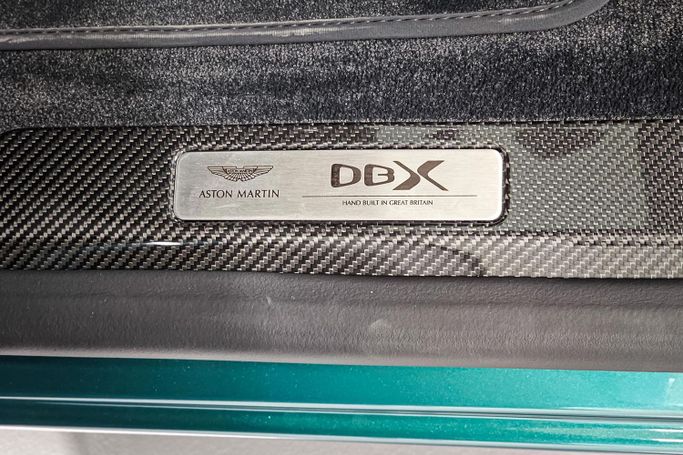 ASTON MARTIN
DBX
HAND BUILT IN GREAT BRITAIN